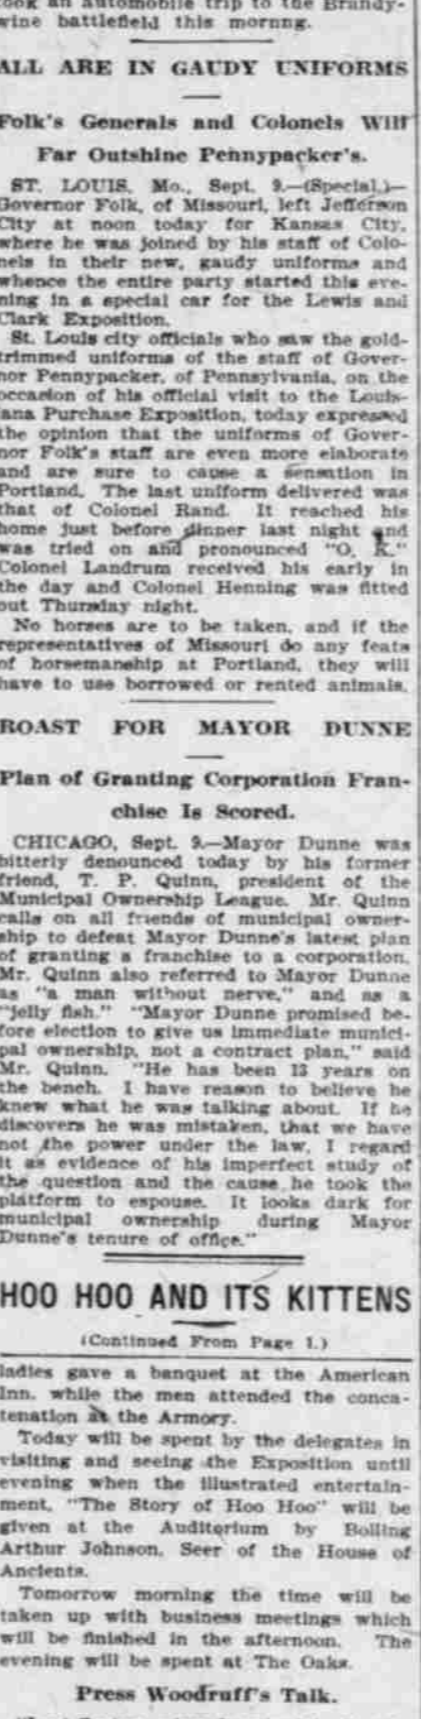 took an automobile trip to the Brandy-
wine battlefield this mornng.
ALL ARE IN GAUDY UNIFORMS
Folk's Generals and Colonels Will
Far Outshine Pennypacker's.
ST. LOUIS, Mo., Sept. 9.—(Special.)—
Governor Folk, of Missouri, left Jefferson
City at noon today for Kansas City,
where he was joined by his staff of Colo-
nels in their new, gaudy uniforms and
whence the entire party started this eve-
ning in a special car for the Lewis and
Clark Exposition.
St. Louis city officials who saw the gold-
trimmed uniforms of the staff of Gover-
nor Pennypacker, of Pennsylvania, on the
occasion of his official visit to the Louis-
iana Purchase Exposition, today expressed
the opinion that the uniforms of Gover-
nor Folk's staff are even more elaborate
and are sure to cause a sensation in
Portland. The last uniform delivered was
that of Colonel Rand. It reached his
home just before dinner last night and
was tried on and pronounced "O. K."
Colonel Landrum received his early in
the day and Colonel Henning was fitted
out Thursday night.
No horses are to be taken, and if the
representatives of Missouri do any feats
of horsemanship at Portland, they will
have to use borrowed or rented animals.
ROAST FOR MAYOR DUNNE
Plan of Granting Corporation Fran-
chise Is Scored.
CHICAGO, Sept. 9.—Mayor Dunne was
bitterly denounced today by his former
friend, T. P. Quinn, president of the
Municipal Ownership League. Mr. Quinn
calls on all friends of municipal owner-
ship to defeat Mayor Dunne's latest plan
of granting a franchise to a corporation.
Mr. Quinn also referred to Mayor Dunne
as "a man without nerve," and as a
"jelly fish." "Mayor Dunne promised be-
fore election to give us immediate munici-
pal ownership, not a contract plan," said
Mr. Quinn. "He has been 13 years on
the bench. I have reason to believe he
knew what he was talking about. If he
discovers he was mistaken, that we have
not the power under the law, I regard
it as evidence of his imperfect study of
the question and the cause he took the
platform to espouse. It looks dark for
municipal ownership during Mayor
Dunne's tenure of office."
HOO HOO AND ITS KITTENS
(Continued From Page 1.)
ladies gave a banquet at the American
Inn, while the men attended the conca-
tenation at the Armory.
Today will be spent by the delegates in
visiting and seeing the Exposition until
evening when the illustrated entertain-
ment, "The Story of Hoo Hoo" will be
given at the Auditorium by Bolling
Arthur Johnson, Seer of the House of
Ancients.
Tomorrow morning the time will be
taken up with business meetings which
will be finished in the afternoon. The
evening will be spent at The Oaks.
Press Woodruff's Talk.